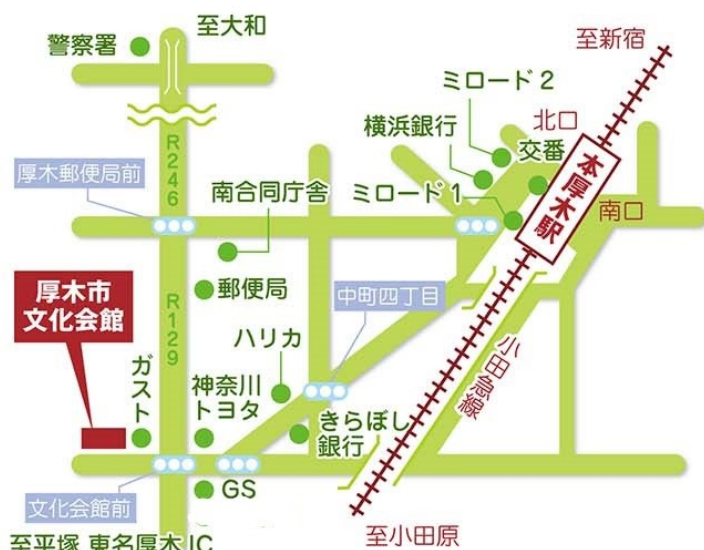 至大和
警察署
至新宿
ミロード2
北口
横浜銀行
交番
R246
厚木郵便局前
南合同庁舎
ミロード1
本厚木駅
南口
厚木市
文化会館
郵便局
中町四丁目
R129
ハリカ
小田急線
ガスト
神奈川
トヨタ
きらぼし
銀行
文化会館前
GS
至小田原
至平塚 東名厚木IC